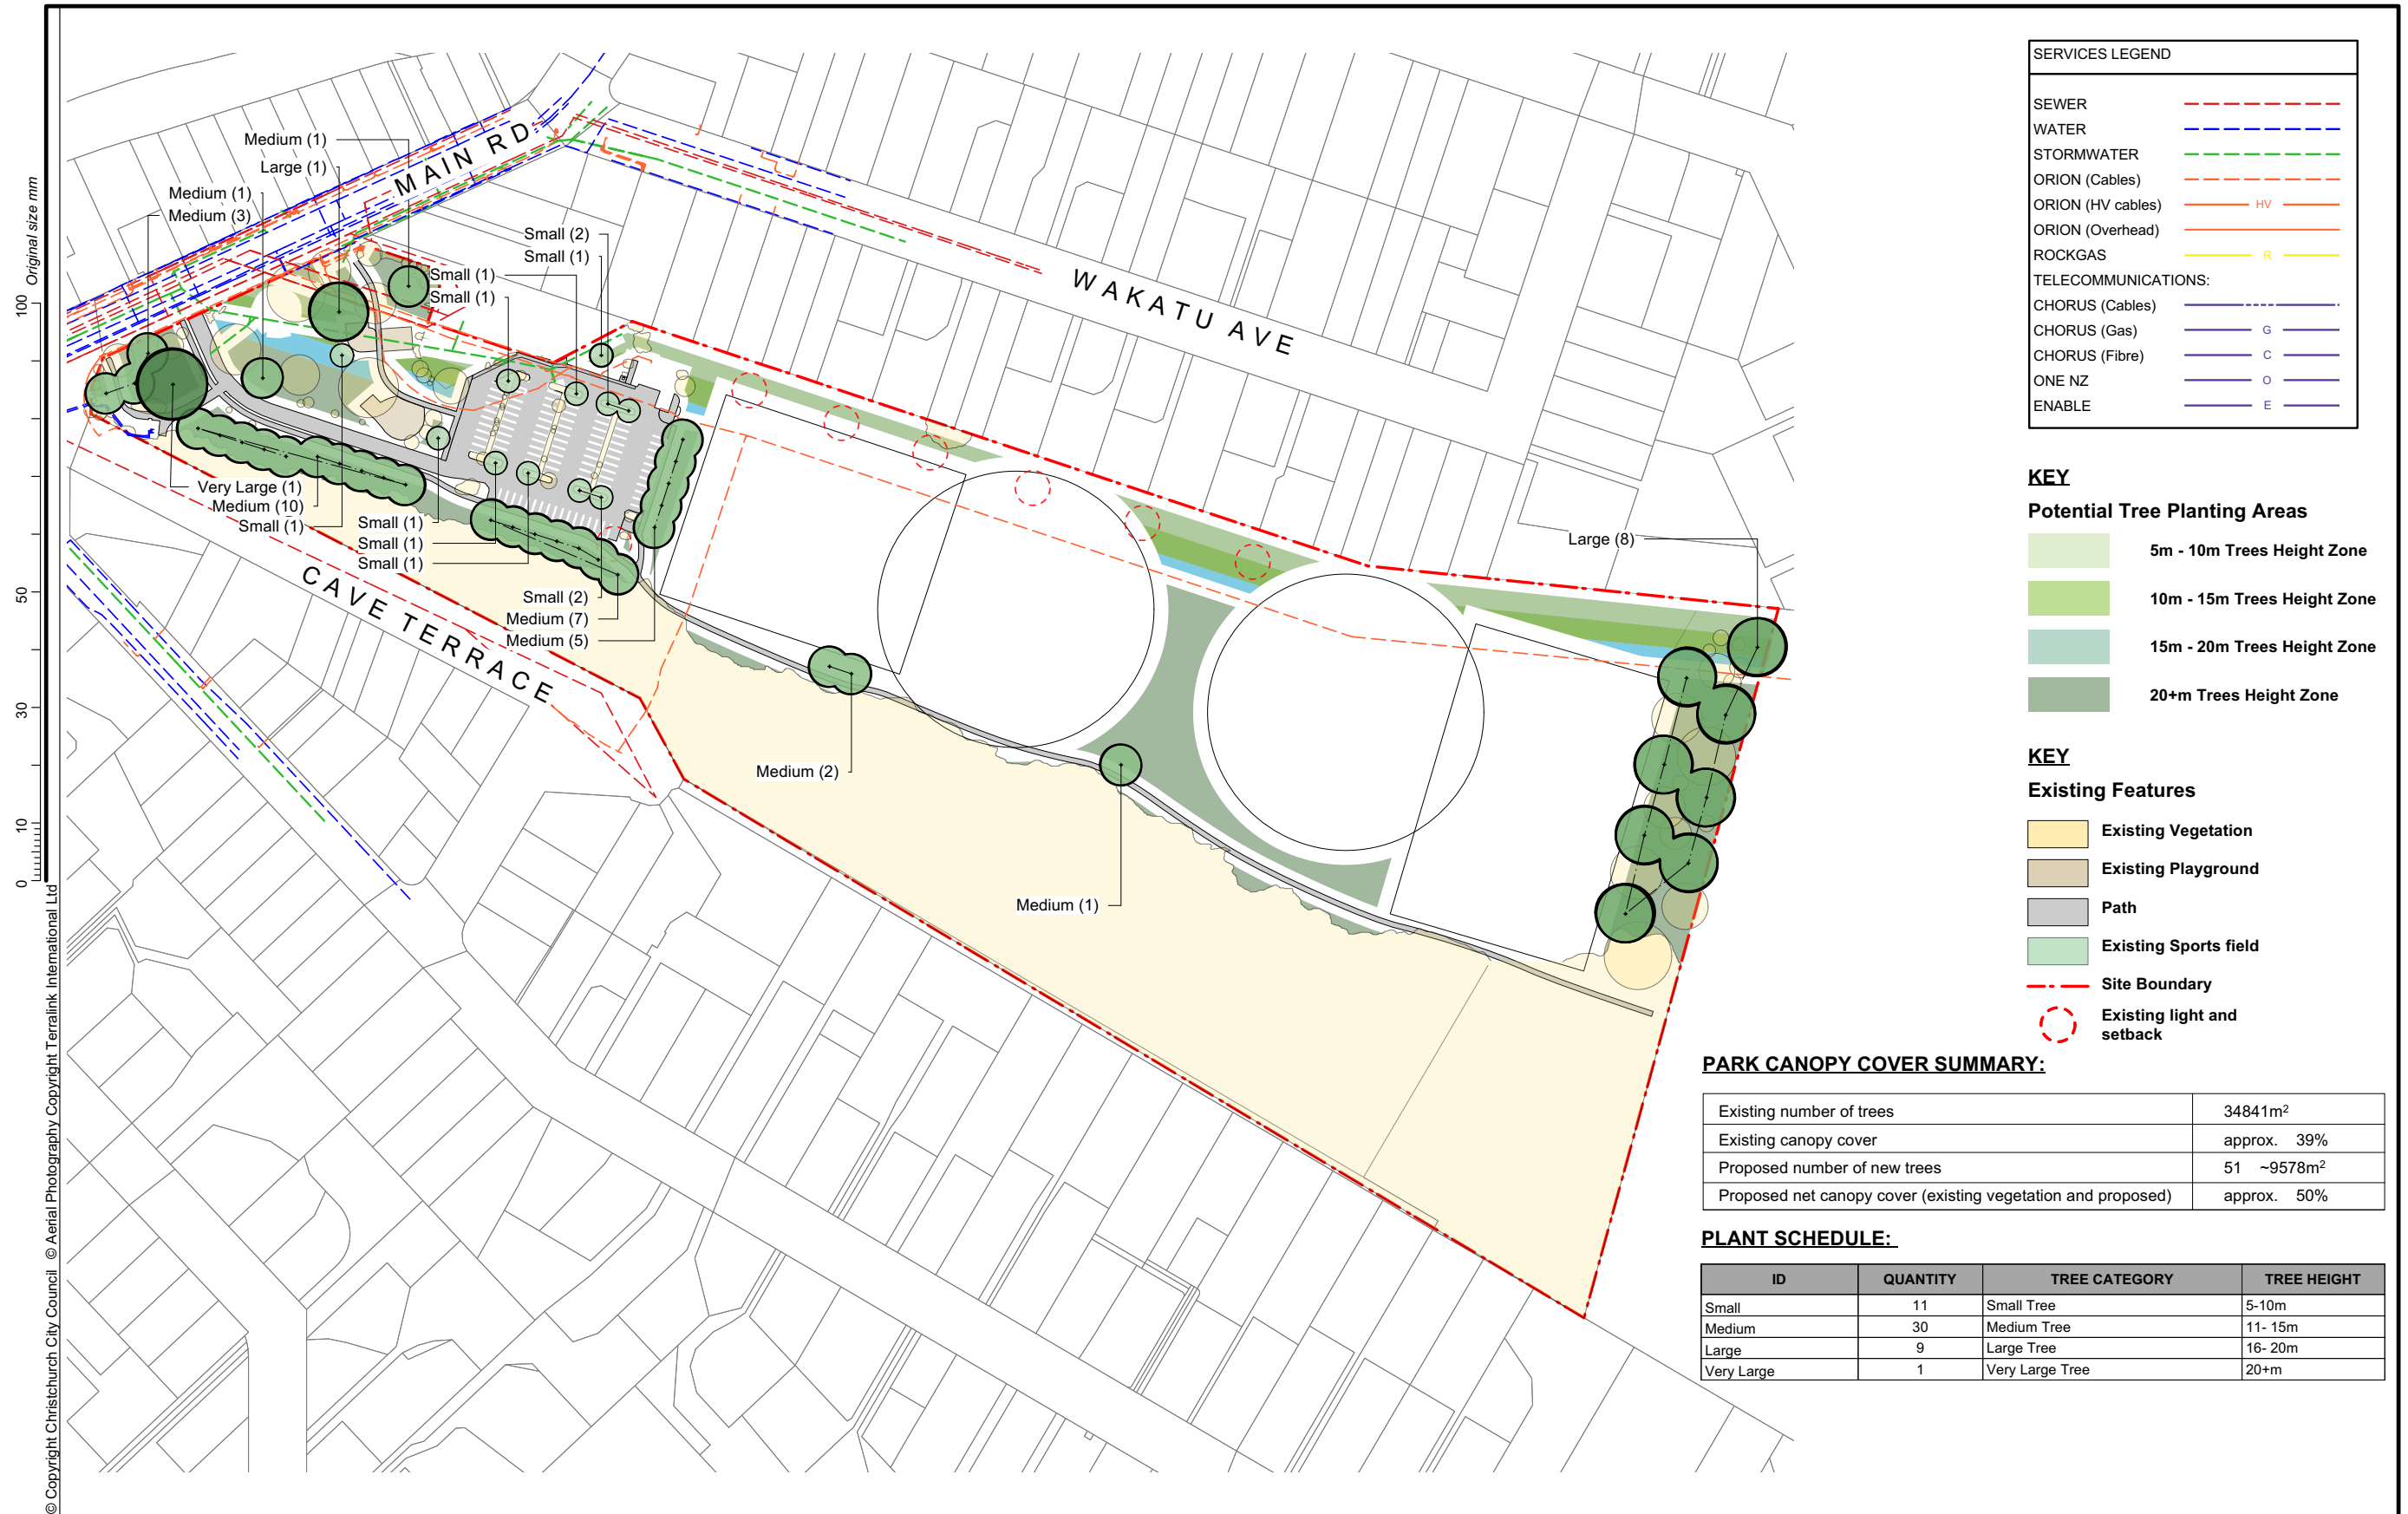 Original size mm
100
50
30
10
0
© Copyright Christchurch City Council © Aerial Photography Copyright Terralink International Ltd
MAIN RD
WAKATU AVE
CAVE TERRACE
Medium (1)
Large (1)
Medium (1)
Medium (3)
Small (2)
Small (1)
Small (1)
Small (1)
Very Large (1)
Medium (10)
Small (1)
Small (1)
Small (1)
Small (1)
Small (2)
Medium (7)
Medium (5)
Medium (2)
Medium (1)
Large (8)
SERVICES LEGEND
SEWER
WATER
STORMWATER
ORION (Cables)
ORION (HV cables) HV
ORION (Overhead)
ROCKGAS R
TELECOMMUNICATIONS:
CHORUS (Cables)
CHORUS (Gas) G
CHORUS (Fibre) C
ONE NZ O
ENABLE E
KEY
Potential Tree Planting Areas
5m - 10m Trees Height Zone
10m - 15m Trees Height Zone
15m - 20m Trees Height Zone
20+m Trees Height Zone
KEY
Existing Features
Existing Vegetation
Existing Playground
Path
Existing Sports field
Site Boundary
Existing light and
setback
PARK CANOPY COVER SUMMARY:
Existing number of trees 34841m²
Existing canopy cover approx. 39%
Proposed number of new trees 51 ~9578m²
Proposed net canopy cover (existing vegetation and proposed) approx. 50%
PLANT SCHEDULE:
ID QUANTITY TREE CATEGORY TREE HEIGHT
Small 11 Small Tree 5-10m
Medium 30 Medium Tree 11- 15m
Large 9 Large Tree 16- 20m
Very Large 1 Very Large Tree 20+m